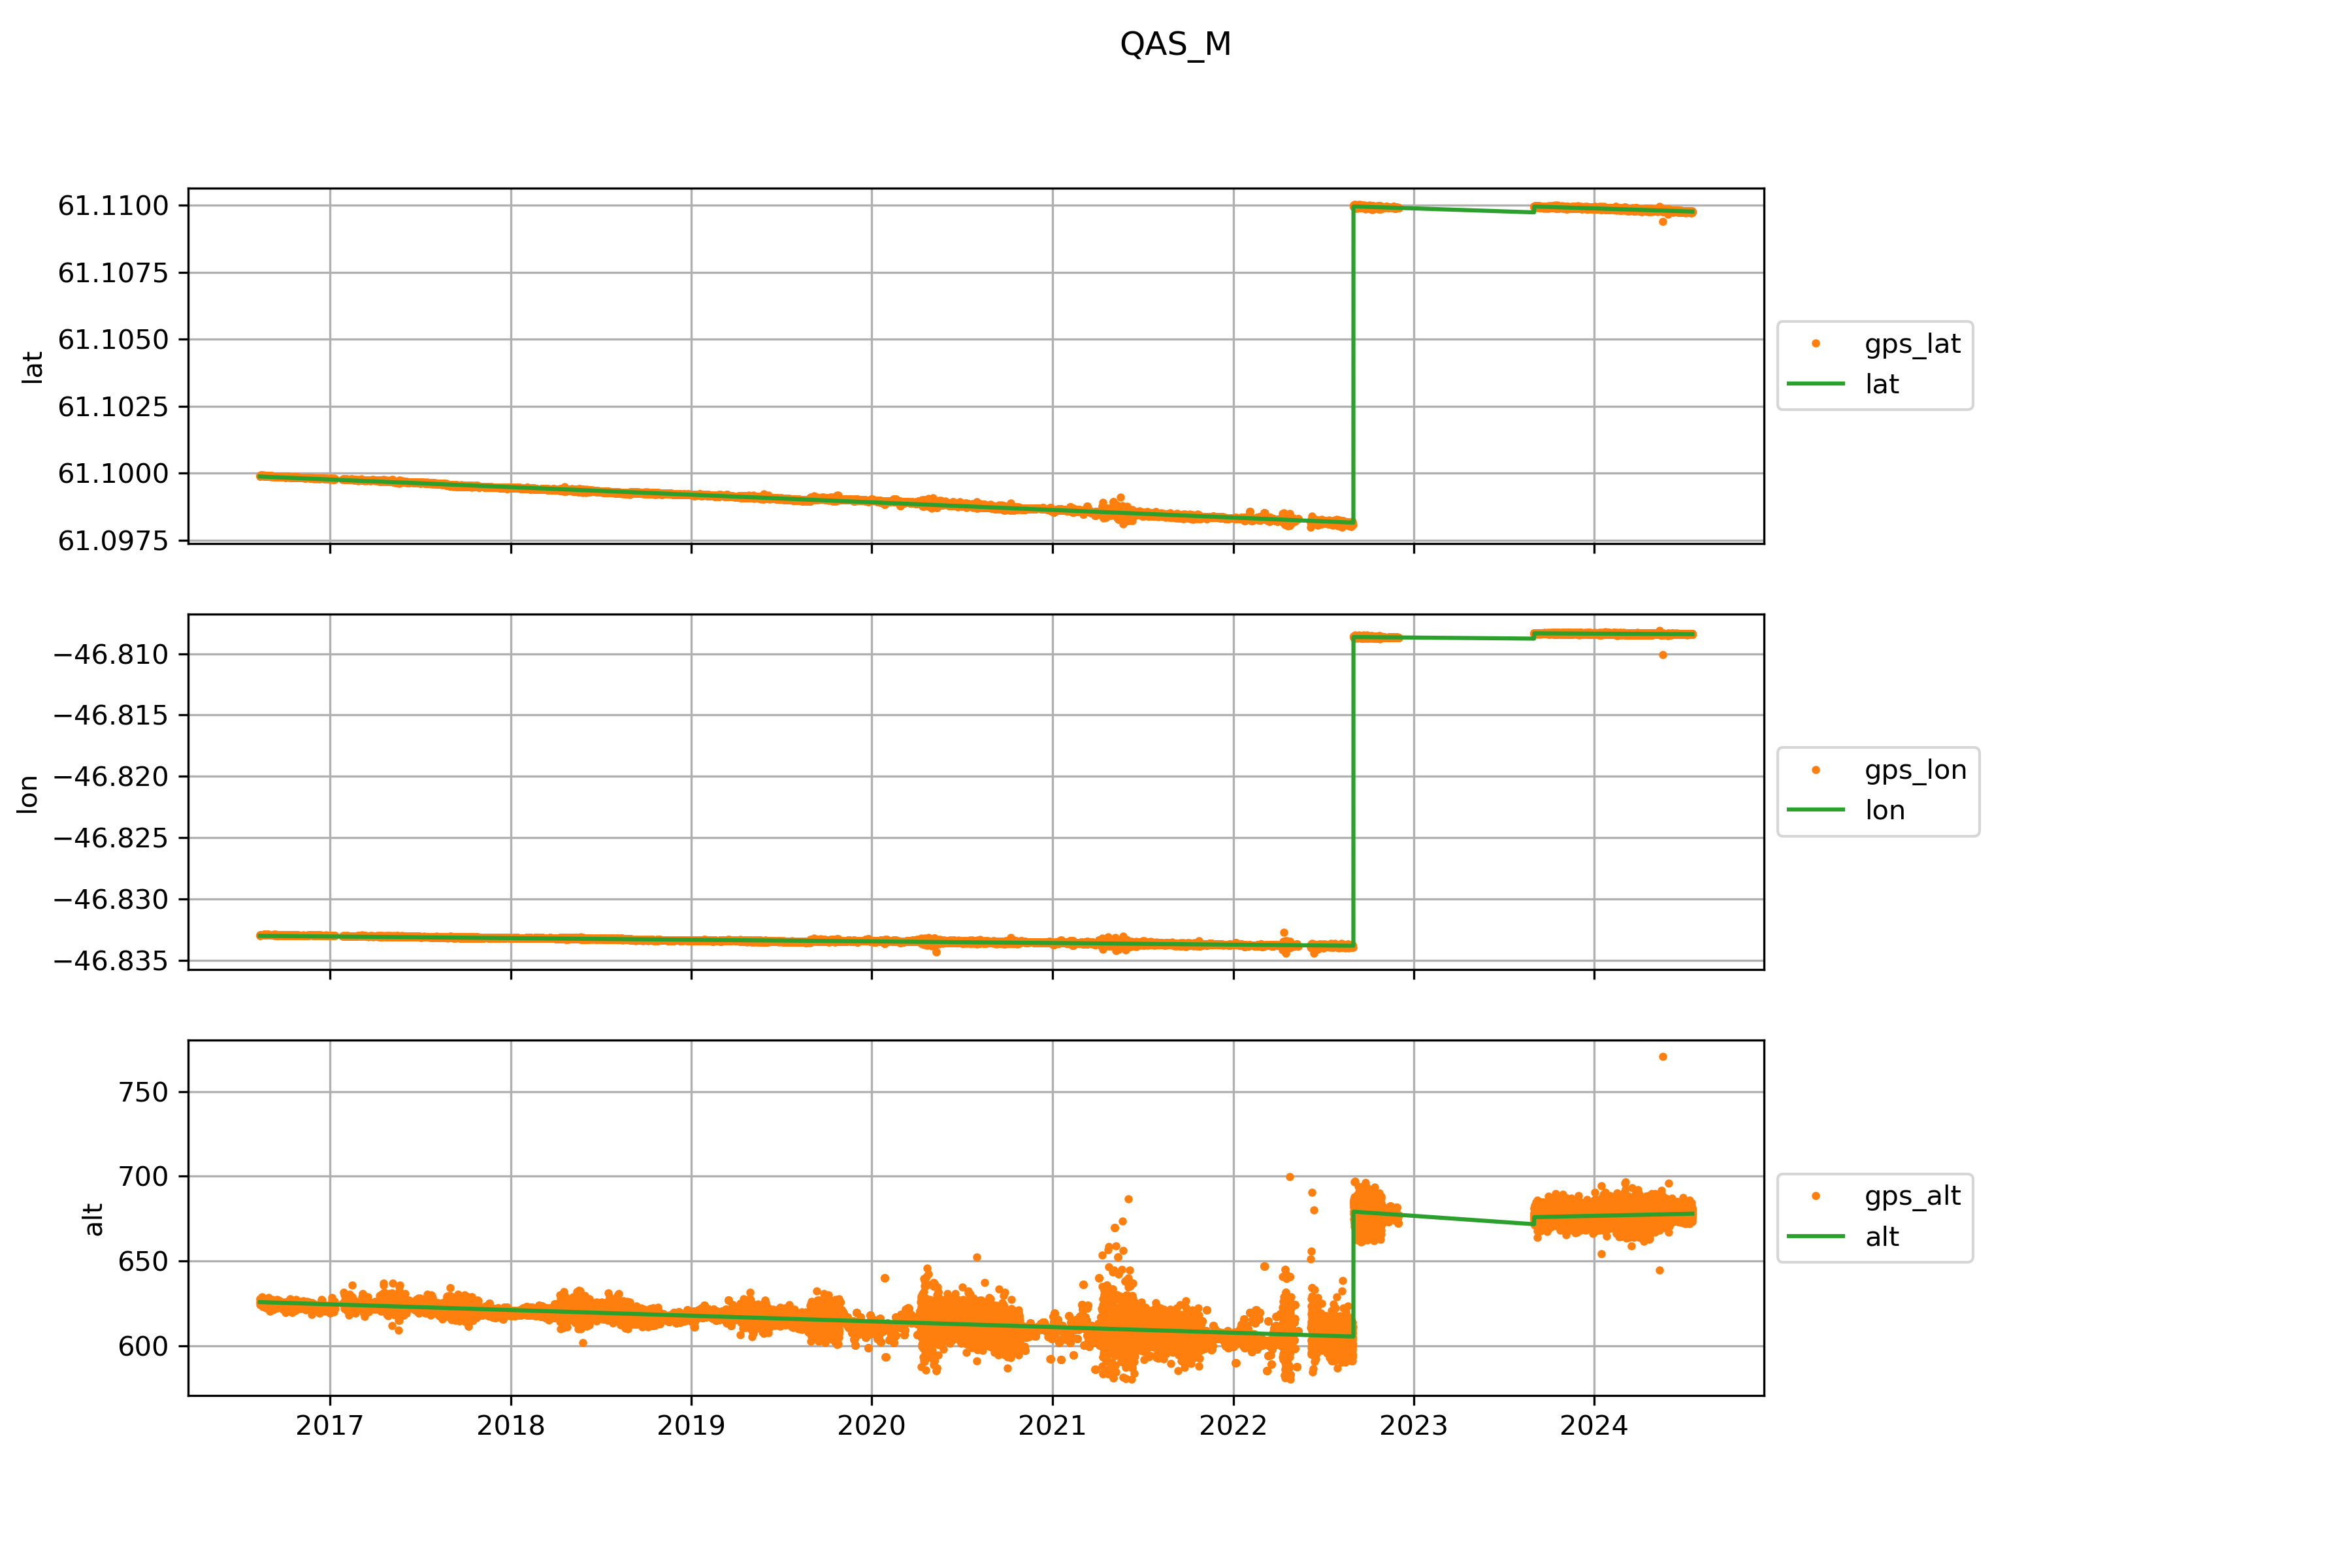 QAS_M
61.1100
61.1075
61.1050
61.1025
61.1000
61.0975
lat
gps_lat
lat
−46.810
−46.815
−46.820
−46.825
−46.830
−46.835
lon
gps_lon
lon
750
700
650
600
alt
gps_alt
alt
2017 2018 2019 2020 2021 2022 2023 2024